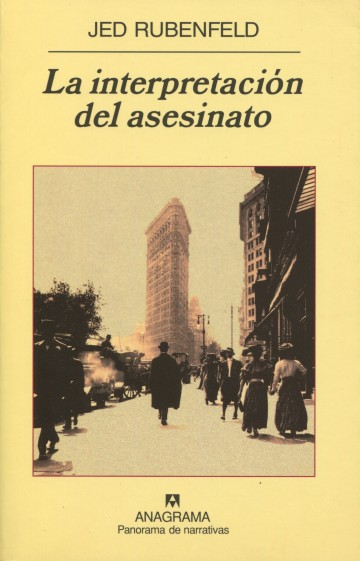 JED RUBENFELD
La interpretación
del asesinato
ANAGRAMA
Panorama de narrativas